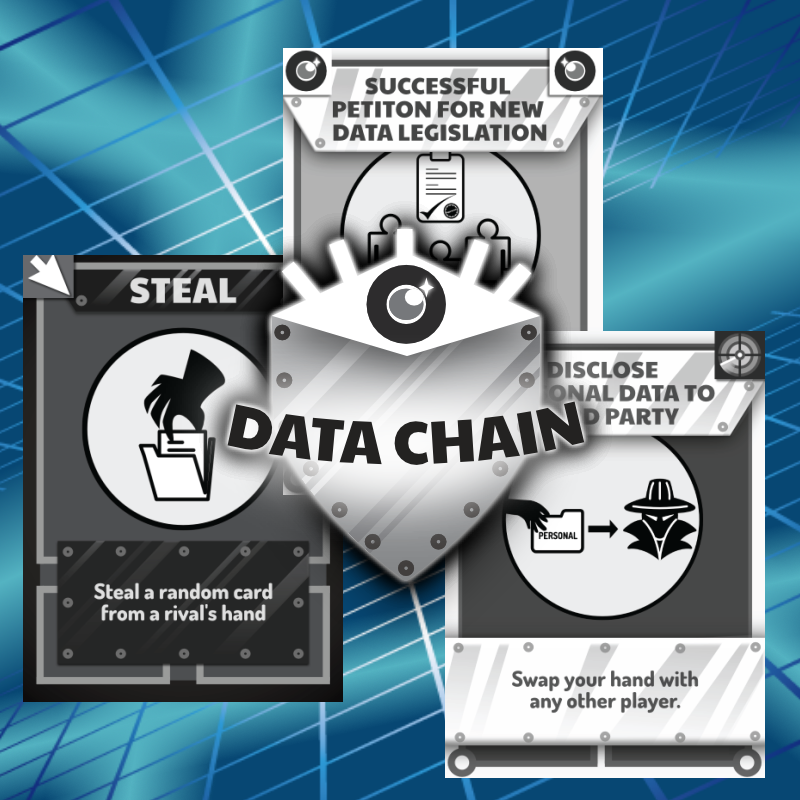 SUCCESSFUL
PETITON FOR NEW
DATA LEGISLATION
STEAL
Steal a random card
from a rival's hand
DATA CHAIN
DISCLOSE
DATA TO
PARTY
PERSONAL
Swap your hand with
any other player.